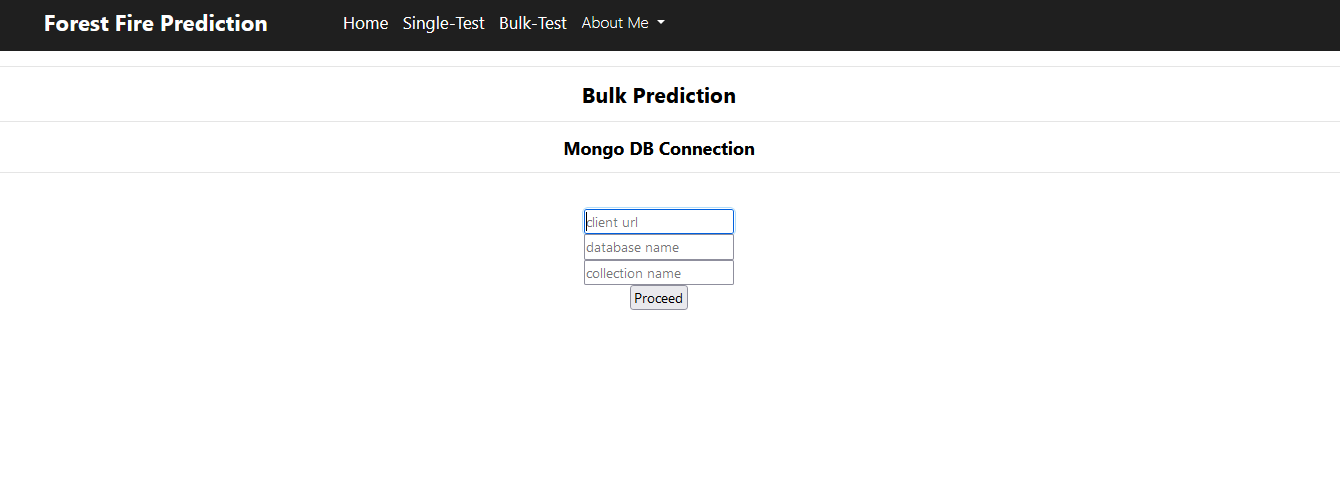 Forest Fire Prediction Home Single-Test Bulk-Test About Me
Bulk Prediction
Mongo DB Connection
client url
database name
collection name
Proceed